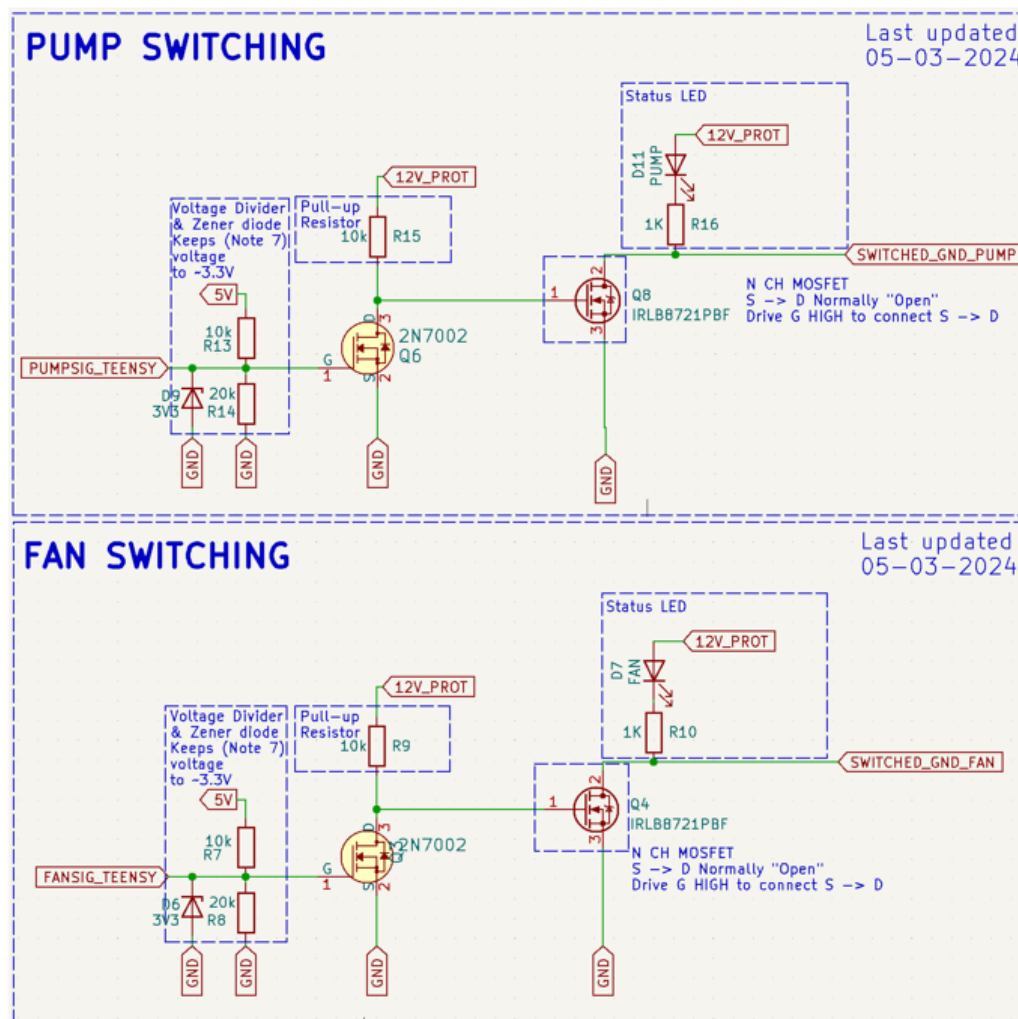 PUMP SWITCHING
Last updated
05-03-2024
Status LED
12V_PROT
D11
PUMP
1K
R16
12V_PROT
Voltage Divider
& Zener diode
Keeps (Note 7)
voltage
to ~3.3V
Pull-up
Resistor
10k
R15
SWITCHED_GND_PUMP
5V
10k
R13
D
3
2N7002
Q6
G
1
S
2
PUMPSIG_TEENSY
D9
3V3
20k
R14
GND
GND
GND
1
2
3
Q8
IRLB8721PBF
N CH MOSFET
S -> D Normally "Open"
Drive G HIGH to connect S -> D
GND
FAN SWITCHING
Last updated
05-03-2024
Status LED
12V_PROT
D7
FAN
1K
R10
12V_PROT
Voltage Divider
& Zener diode
Keeps (Note 7)
voltage
to ~3.3V
Pull-up
Resistor
10k
R9
SWITCHED_GND_FAN
5V
10k
R7
D
3
2N7002
G
1
S
2
FANSIG_TEENSY
D6
3V3
20k
R8
GND
GND
GND
1
2
3
Q4
IRLB8721PBF
N CH MOSFET
S -> D Normally "Open"
Drive G HIGH to connect S -> D
GND